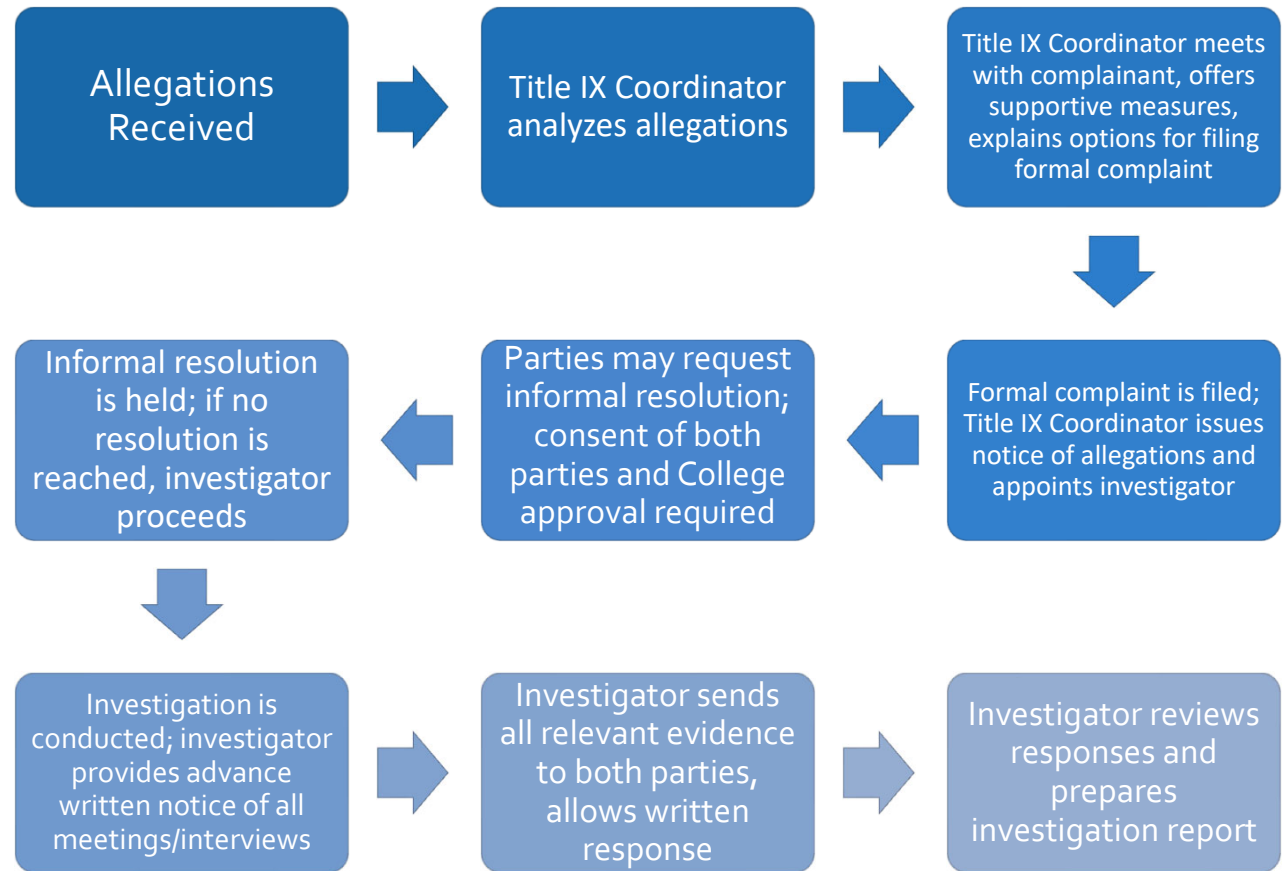 Allegations
Received
Title IX Coordinator
analyzes allegations
Title IX Coordinator meets
with complainant, offers
supportive measures,
explains options for filing
formal complaint
Formal complaint is filed;
Title IX Coordinator issues
notice of allegations and
appoints investigator
Parties may request
informal resolution;
consent of both
parties and College
approval required
Informal resolution
is held; if no
resolution is
reached, investigator
proceeds
Investigation is
conducted; investigator
provides advance
written notice of all
meetings/interviews
Investigator sends
all relevant evidence
to both parties,
allows written
response
Investigator reviews
responses and
prepares
investigation report